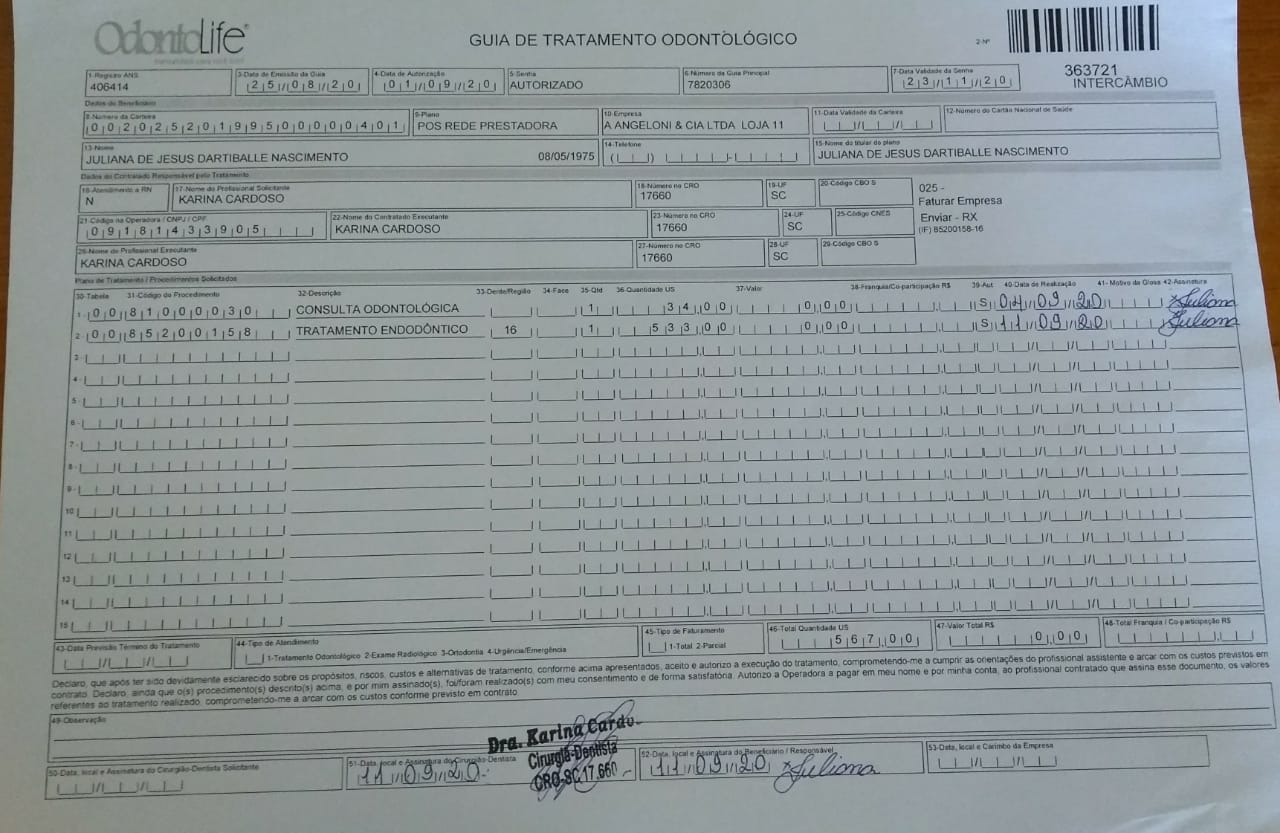 OdontoLife
GUIA DE TRATAMENTO ODONTOLÓGICO
2-Nº
363721
INTERCÂMBIO
1-Registro ANS
406414
3-Data de Emissão da Guia
25/08/20
4-Data de Autorização
01/09/20
5-Senha
AUTORIZADO
6-Número da Guia Principal
7820306
7-Data Validade da Senha
23/11/20
Dados do Beneficiário
8-Número da Carteira
00202520199500000401
9-Plano
POS REDE PRESTADORA
10-Empresa
A ANGELONI & CIA LTDA LOJA 11
11-Data Validade da Carteira
12-Número do Cartão Nacional de Saúde
13-Nome
JULIANA DE JESUS DARTIBALLE NASCIMENTO 08/05/1975
14-Telefone
15-Nome do titular do plano
JULIANA DE JESUS DARTIBALLE NASCIMENTO
Dados do Contratado Responsável pelo Tratamento
16-Atendimento a RN
N
17-Nome do Profissional Solicitante
KARINA CARDOSO
18-Número no CRO
17660
19-UF
SC
20-Código CBO S
025 -
Faturar Empresa
Enviar - RX
(IF) 85200158-16
21-Código na Operadora / CNPJ / CPF
09181433905
22-Nome do Contratado Executante
KARINA CARDOSO
23-Número no CRO
17660
24-UF
SC
25-Código CNES
26-Nome do Profissional Executante
KARINA CARDOSO
27-Número no CRO
17660
28-UF
SC
29-Código CBO S
Plano de Tratamento / Procedimentos Solicitados
30-Tabela 31-Código do Procedimento 32-Descrição 33-Dente/Região 34-Face 35-Qtd 36-Quantidade US 37-Valor 38-Franquia/Co-participação R$ 39-Aut 40-Data de Realização 41- Motivo da Glosa 42-Assinatura
1- 00 81000030 CONSULTA ODONTOLÓGICA 1 34,00 0,00 S 04/09/20 Juliana
2- 00 85200158 TRATAMENTO ENDODÔNTICO 16 1 533,00 0,00 S 11/09/20 Juliana
3-
4-
5-
6-
7-
8-
9-
10
11
12
13
14
15
43-Data Previsão Término do Tratamento
44-Tipo de Atendimento
1-Tratamento Odontológico 2-Exame Radiológico 3-Ortodontia 4-Urgência/Emergência
45-Tipo de Faturamento
1-Total 2-Parcial
46-Total Quantidade US
567,00
47-Valor Total R$
0,00
48-Total Franquia / Co-participação R$
Declaro, que após ter sido devidamente esclarecido sobre os propósitos, riscos, custos e alternativas de tratamento, conforme acima apresentados, aceito e autorizo a execução do tratamento, comprometendo-me a cumprir as orientações do profissional assistente e arcar com os custos previstos em
contrato. Declaro, ainda que o(s) procedimento(s) descrito(s) acima, e por mim assinado(s), foi/foram realizado(s) com meu consentimento e de forma satisfatória. Autorizo a Operadora a pagar em meu nome e por minha conta, ao profissional contratado que assina esse documento, os valores
referentes ao tratamento realizado, comprometendo-me a arcar com os custos conforme previsto em contrato.
49-Observação
50-Data, local e Assinatura do Cirurgião-Dentista Solicitante
51-Data, local e Assinatura do Cirurgião-Dentista
11/09/20
Dra. Karina Cardo
Cirurgiã-Dentista
CRO-SC 17.660
52-Data, local e Assinatura do Beneficiário / Responsável
11/09/20 Juliana
53-Data, local e Carimbo da Empresa